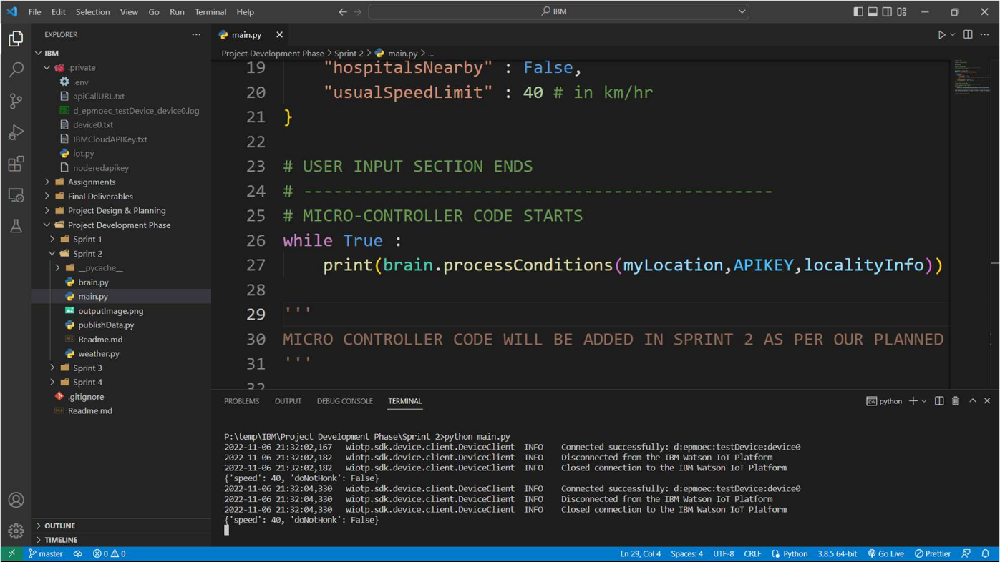 File Edit Selection View Go Run Terminal Help
IBM
EXPLORER
IBM
.private
.env
apiCallURL.txt
d_epmoec_testDevice_device0.log
device0.txt
IBMCloudAPIKey.txt
iot.py
noderedapikey
Assignments
Final Deliverables
Project Design & Planning
Project Development Phase
Sprint 1
Sprint 2
__pycache__
brain.py
main.py
outputImage.png
publishData.py
Readme.md
weather.py
Sprint 3
Sprint 4
.gitignore
Readme.md
OUTLINE
TIMELINE
main.py
Project Development Phase > Sprint 2 > main.py > ...
19 "hospitalsNearby" : False,
20 "usualSpeedLimit" : 40 # in km/hr
21 }
22
23 # USER INPUT SECTION ENDS
24 # -----------------------------------------------
25 # MICRO-CONTROLLER CODE STARTS
26 while True :
27 print(brain.processConditions(myLocation,APIKEY,localityInfo))
28
29 '''
30 MICRO CONTROLLER CODE WILL BE ADDED IN SPRINT 2 AS PER OUR PLANNED
31 '''
32
PROBLEMS OUTPUT DEBUG CONSOLE TERMINAL
python
P:\temp\IBM\Project Development Phase\Sprint 2>python main.py
2022-11-06 21:32:02,167 wiotp.sdk.device.client.DeviceClient INFO Connected successfully: d:epmoec:testDevice:device0
2022-11-06 21:32:02,182 wiotp.sdk.device.client.DeviceClient INFO Disconnected from the IBM Watson IoT Platform
2022-11-06 21:32:02,182 wiotp.sdk.device.client.DeviceClient INFO Closed connection to the IBM Watson IoT Platform
{'speed': 40, 'doNotHonk': False}
2022-11-06 21:32:04,330 wiotp.sdk.device.client.DeviceClient INFO Connected successfully: d:epmoec:testDevice:device0
2022-11-06 21:32:04,330 wiotp.sdk.device.client.DeviceClient INFO Disconnected from the IBM Watson IoT Platform
2022-11-06 21:32:04,330 wiotp.sdk.device.client.DeviceClient INFO Closed connection to the IBM Watson IoT Platform
{'speed': 40, 'doNotHonk': False}
master 0 0 Ln 29, Col 4 Spaces: 4 UTF-8 CRLF Python 3.8.5 64-bit Go Live Prettier